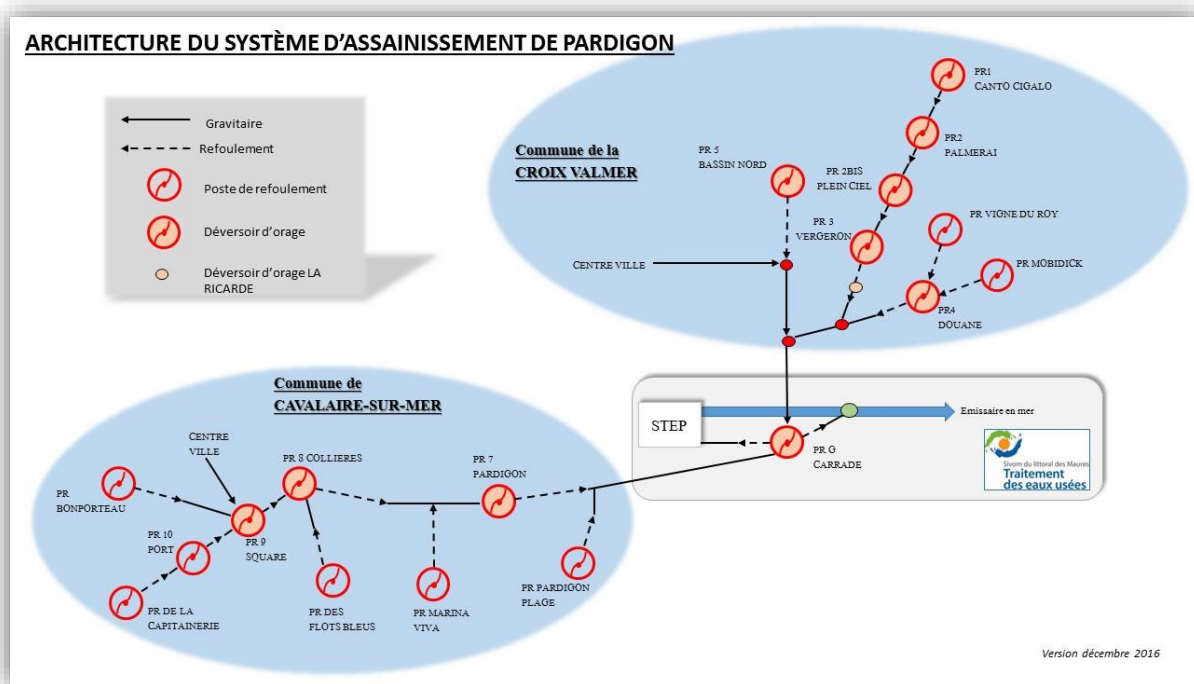 ARCHITECTURE DU SYSTÈME D'ASSAINISSEMENT DE PARDIGON
Gravitaire
Refoulement
Poste de refoulement
Déversoir d'orage
Déversoir d'orage LA
RICARDE
Commune de la
CROIX VALMER
PR1
CANTO CIGALO
PR2
PALMERAI
PR 5
BASSIN NORD
PR 2BIS
PLEIN CIEL
PR 3
VERGERON
PR VIGNE DU ROY
CENTRE VILLE
PR MOBIDICK
PR4
DOUANE
Commune de
CAVALAIRE-SUR-MER
STEP
Emissaire en mer
PR G
CARRADE
Sivom du littoral des Maures
Traitement
des eaux usées
CENTRE
VILLE
PR 8 COLLIERES
PR 7
PARDIGON
PR
BONPORTEAU
PR 10
PORT
PR 9
SQUARE
PR DE LA
CAPITAINERIE
PR DES
FLOTS BLEUS
PR MARINA
VIVA
PR PARDIGON
PLAGE
Version décembre 2016